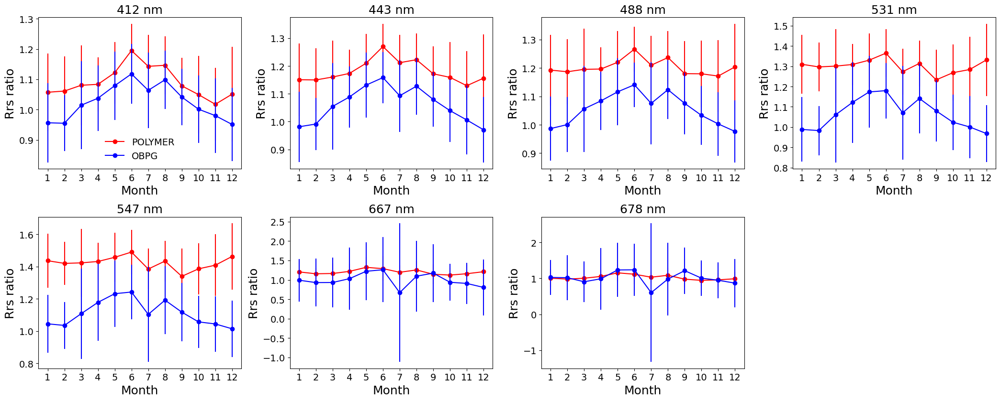 412 nm
Rrs ratio
1.3
1.2
1.1
1.0
0.9
POLYMER
OBPG
1 2 3 4 5 6 7 8 9 10 11 12
Month
443 nm
Rrs ratio
1.3
1.2
1.1
1.0
0.9
1 2 3 4 5 6 7 8 9 10 11 12
Month
488 nm
Rrs ratio
1.3
1.2
1.1
1.0
0.9
1 2 3 4 5 6 7 8 9 10 11 12
Month
531 nm
Rrs ratio
1.5
1.4
1.3
1.2
1.1
1.0
0.9
0.8
1 2 3 4 5 6 7 8 9 10 11 12
Month
547 nm
Rrs ratio
1.6
1.4
1.2
1.0
0.8
1 2 3 4 5 6 7 8 9 10 11 12
Month
667 nm
Rrs ratio
2.5
2.0
1.5
1.0
0.5
0.0
−0.5
−1.0
1 2 3 4 5 6 7 8 9 10 11 12
Month
678 nm
Rrs ratio
2
1
0
−1
1 2 3 4 5 6 7 8 9 10 11 12
Month